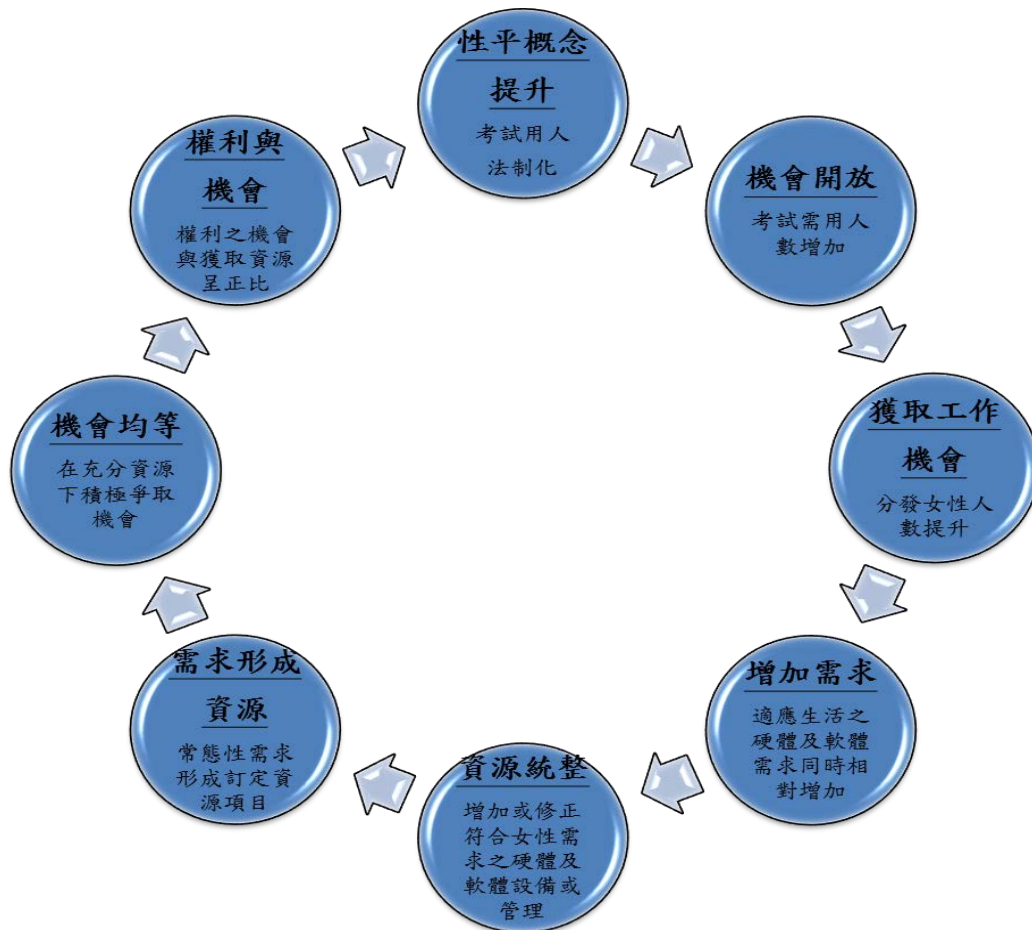 性平概念
提升
考試用人
法制化
機會開放
考試需用人
數增加
獲取工作
機會
分發女性人
數提升
增加需求
適應生活之
硬體及軟體
需求同時相
對增加
資源統整
增加或修正
符合女性需
求之硬體及
軟體設備或
管理
需求形成
資源
常態性需求
形成訂定資
源項目
機會均等
在充分資源
下積極爭取
機會
權利與
機會
權利之機會
與獲取資源
呈正比